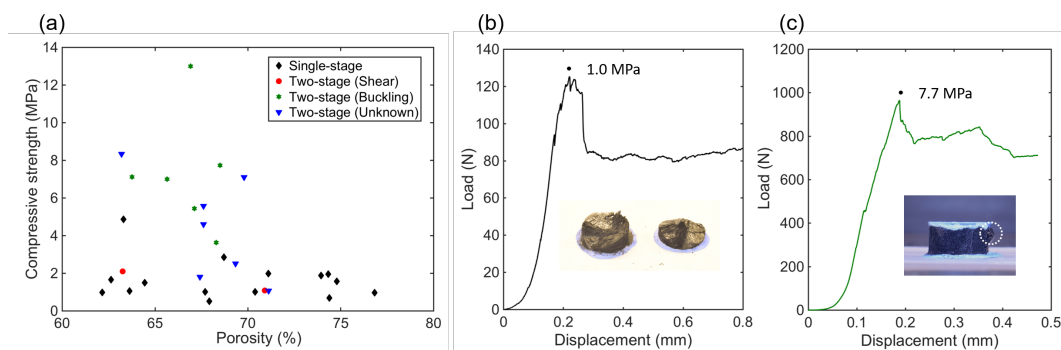 (a)
14
12
10
8
6
4
2
0
60
65
70
75
80
Compressive strength (MPa)
Porosity (%)
Single-stage
Two-stage (Shear)
Two-stage (Buckling)
Two-stage (Unknown)
(b)
140
120
100
80
60
40
20
0
0
0.2
0.4
0.6
0.8
Load (N)
Displacement (mm)
1.0 MPa
(c)
1200
1000
800
600
400
200
0
0
0.1
0.2
0.3
0.4
0.5
Load (N)
Displacement (mm)
7.7 MPa